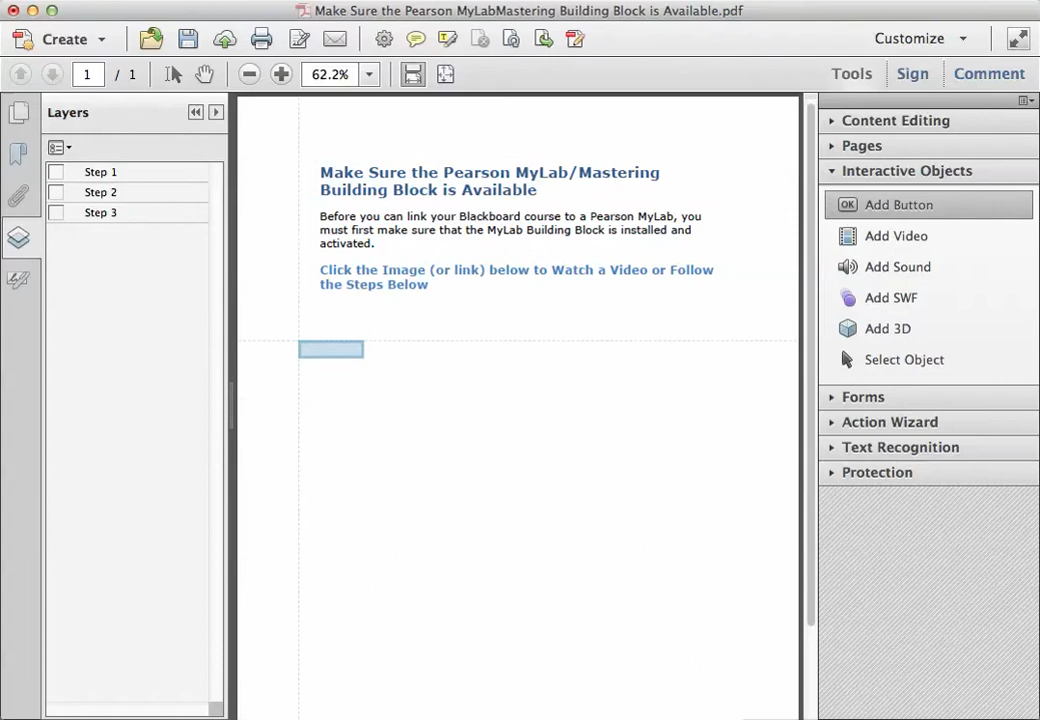 Make Sure the Pearson MyLabMastering Building Block is Available.pdf
Create
Customize
1 / 1
62.2%
Tools
Sign
Comment
Layers
Step 1
Step 2
Step 3
Make Sure the Pearson MyLab/Mastering
Building Block is Available
Before you can link your Blackboard course to a Pearson MyLab, you
must first make sure that the MyLab Building Block is installed and
activated.
Click the Image (or link) below to Watch a Video or Follow
the Steps Below
Content Editing
Pages
Interactive Objects
OK Add Button
Add Video
Add Sound
Add SWF
Add 3D
Select Object
Forms
Action Wizard
Text Recognition
Protection